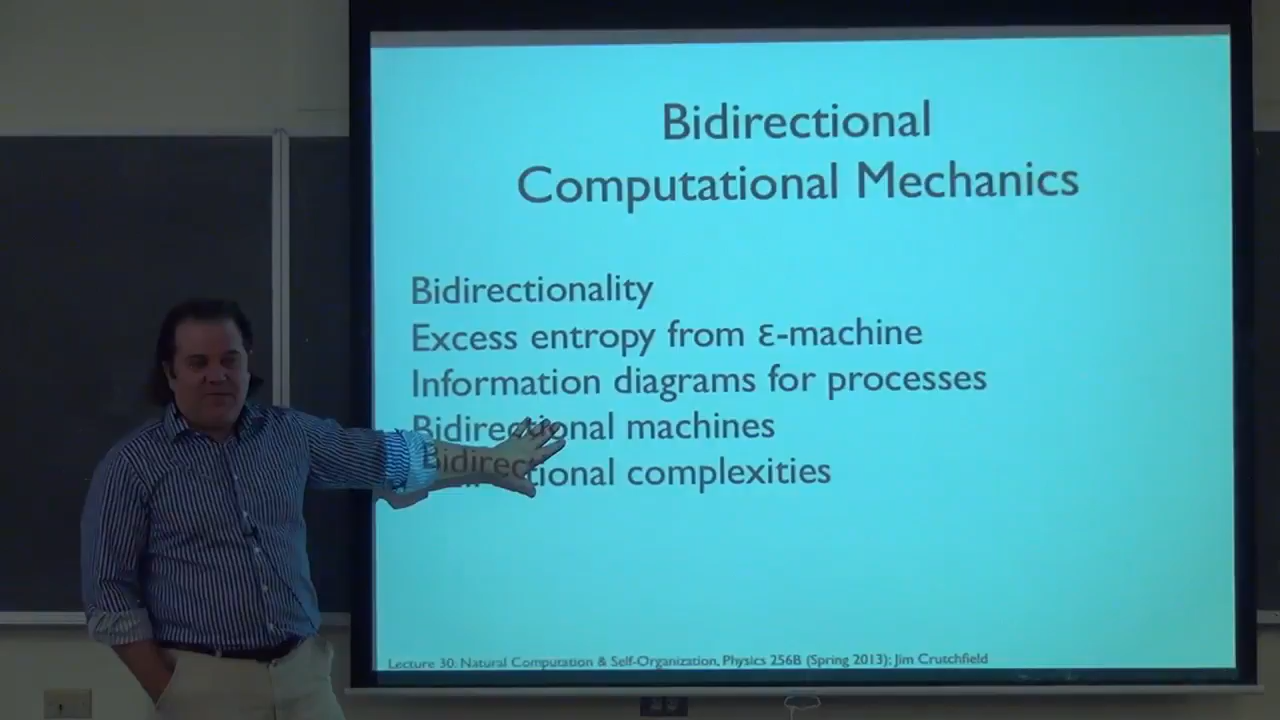 Bidirectional
Computational Mechanics
Bidirectionality
Excess entropy from ε-machine
Information diagrams for processes
Bidirectional machines
Bidirectional complexities
Lecture 30: Natural Computation & Self-Organization, Physics 256B (Spring 2013); Jim Crutchfield